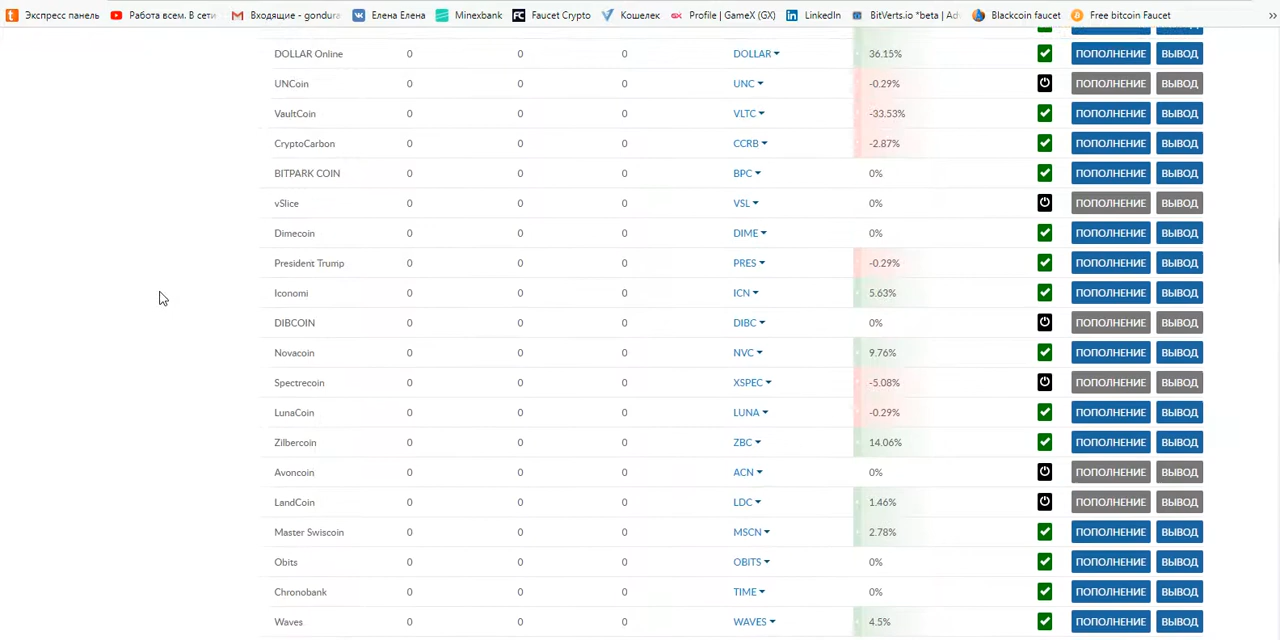 Экспресс панель Работа всем. В сети Входящие - gondura Елена Елена Minexbank Faucet Crypto Кошелек Profile | GameX (GX) LinkedIn BitVerts.io *beta | Ad Blackcoin faucet Free bitcoin Faucet »
DOLLAR Online 0 0 0 DOLLAR 36.15% ПОПОЛНЕНИЕ ВЫВОД
UNCoin 0 0 0 UNC -0.29% ПОПОЛНЕНИЕ ВЫВОД
VaultCoin 0 0 0 VLTC -33.53% ПОПОЛНЕНИЕ ВЫВОД
CryptoCarbon 0 0 0 CCRB -2.87% ПОПОЛНЕНИЕ ВЫВОД
BITPARK COIN 0 0 0 BPC 0% ПОПОЛНЕНИЕ ВЫВОД
vSlice 0 0 0 VSL 0% ПОПОЛНЕНИЕ ВЫВОД
Dimecoin 0 0 0 DIME 0% ПОПОЛНЕНИЕ ВЫВОД
President Trump 0 0 0 PRES -0.29% ПОПОЛНЕНИЕ ВЫВОД
Iconomi 0 0 0 ICN 5.63% ПОПОЛНЕНИЕ ВЫВОД
DIBCOIN 0 0 0 DIBC 0% ПОПОЛНЕНИЕ ВЫВОД
Novacoin 0 0 0 NVC 9.76% ПОПОЛНЕНИЕ ВЫВОД
Spectrecoin 0 0 0 XSPEC -5.08% ПОПОЛНЕНИЕ ВЫВОД
LunaCoin 0 0 0 LUNA -0.29% ПОПОЛНЕНИЕ ВЫВОД
Zilbercoin 0 0 0 ZBC 14.06% ПОПОЛНЕНИЕ ВЫВОД
Avoncoin 0 0 0 ACN 0% ПОПОЛНЕНИЕ ВЫВОД
LandCoin 0 0 0 LDC 1.46% ПОПОЛНЕНИЕ ВЫВОД
Master Swiscoin 0 0 0 MSCN 2.78% ПОПОЛНЕНИЕ ВЫВОД
Obits 0 0 0 OBITS 0% ПОПОЛНЕНИЕ ВЫВОД
Chronobank 0 0 0 TIME 0% ПОПОЛНЕНИЕ ВЫВОД
Waves 0 0 0 WAVES 4.5% ПОПОЛНЕНИЕ ВЫВОД